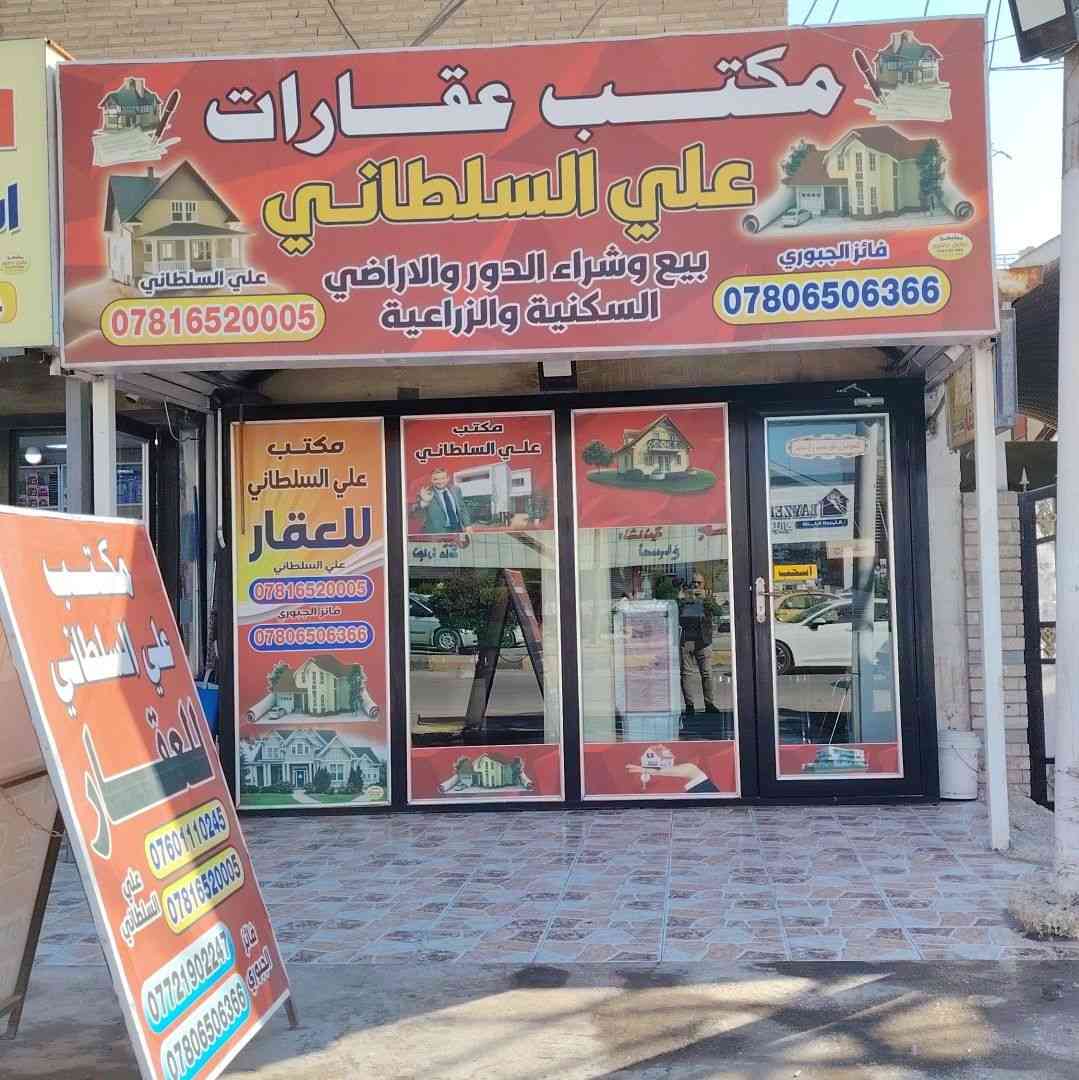 مكتب عقارات
علي السلطاني
بيع وشراء الدور والاراضي
السكنية والزراعية
علي السلطاني
07816520005
فائز الجبوري
07806506366
مكتب
علي السلطاني
للعقار
علي السلطاني
07816520005
فائز الجبوري
07806506366
مكتب
علي السلطاني
اسحب
مكتب
علي السلطاني
للعقار
07601110245
07816520005
علي
السلطاني
07721902247
07806506366
فائز
الجبوري